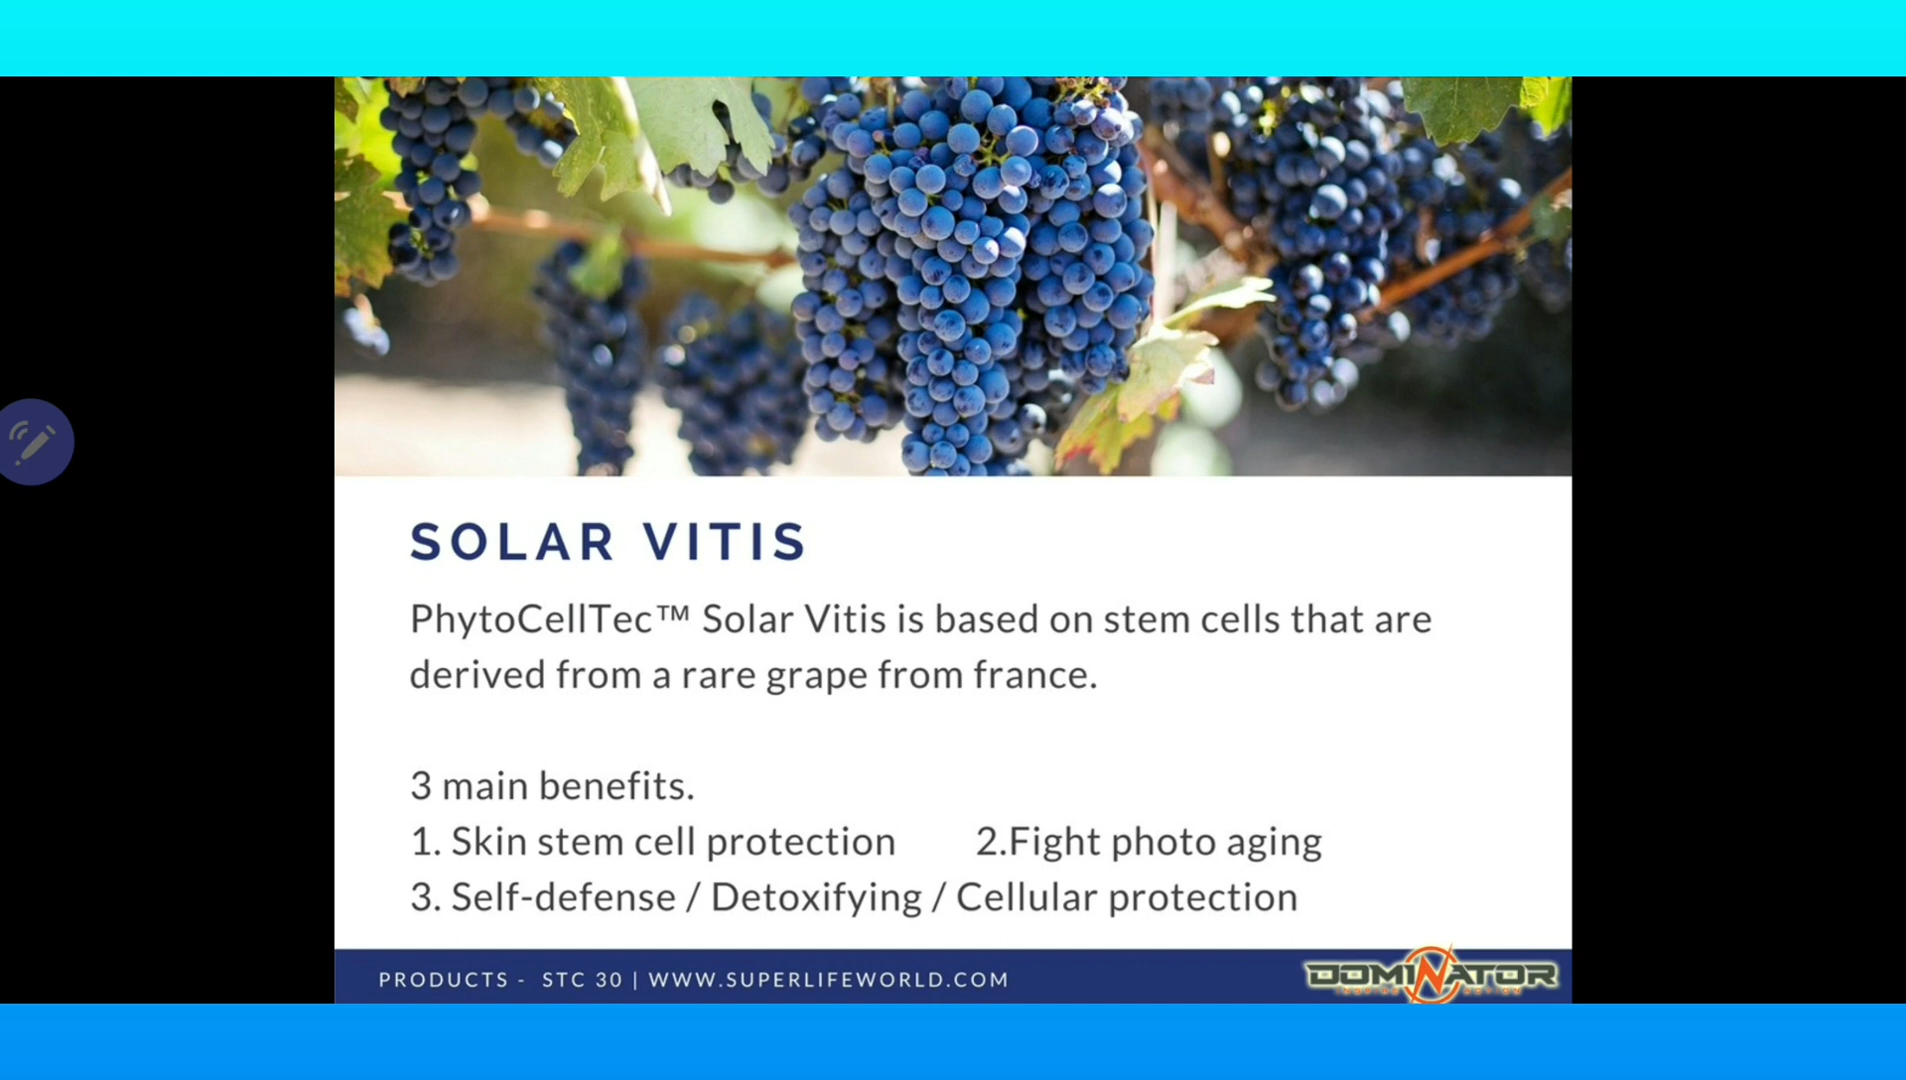 SOLAR VITIS
PhytoCellTec™ Solar Vitis is based on stem cells that are
derived from a rare grape from france.
3 main benefits.
1. Skin stem cell protection 2.Fight photo aging
3. Self-defense / Detoxifying / Cellular protection
PRODUCTS - STC 30 | WWW.SUPERLIFEWORLD.COM
DOMINATOR